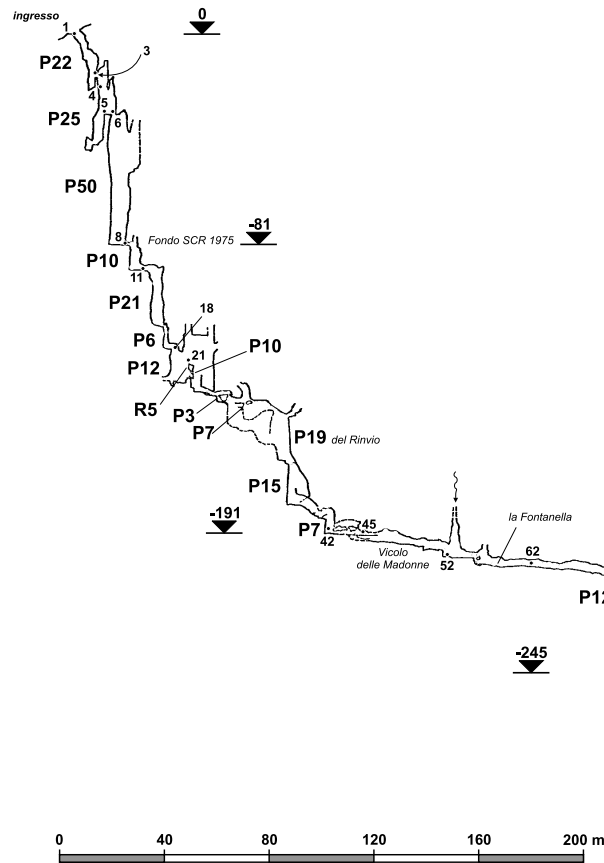 ingresso
1
0
P22
3
4
P25
5
6
P50
-81
8
Fondo SCR 1975
P10
11
P21
18
P6
P10
21
P12
R5
P3
P7
P19 del Rinvio
P15
-191
P7
45
42
la Fontanella
Vicolo
delle Madonne
52
62
P12
-245
0 40 80 120 160 200 m